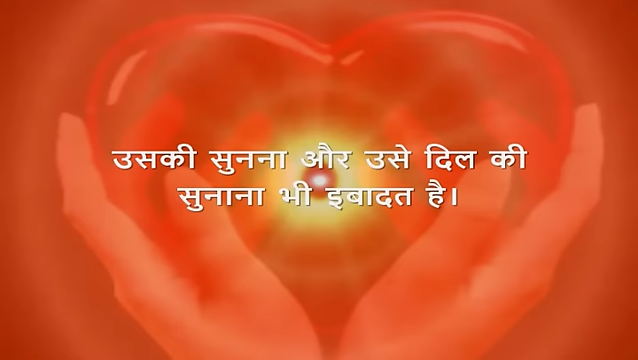 उसकी सुनना और उसे दिल की
सुनाना भी इबादत है।